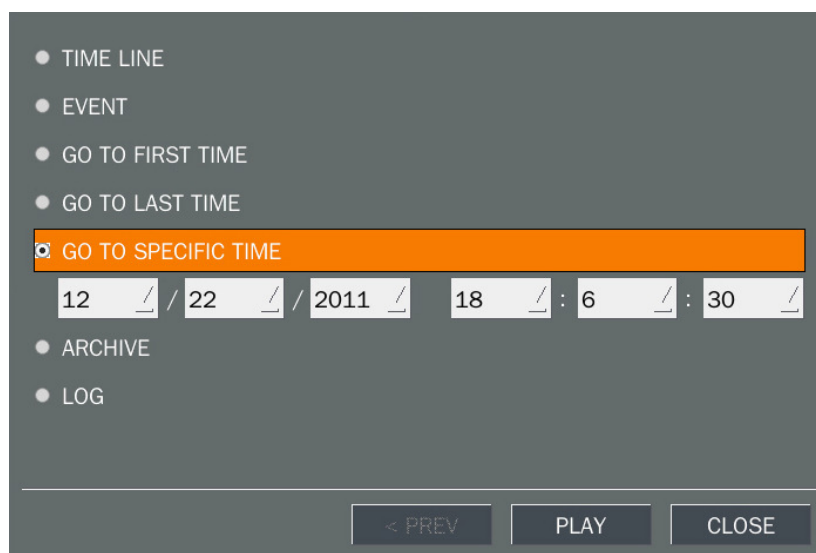 TIME LINE
EVENT
GO TO FIRST TIME
GO TO LAST TIME
GO TO SPECIFIC TIME
12 / 22 / 2011 18 : 6 : 30
ARCHIVE
LOG
< PREV PLAY CLOSE